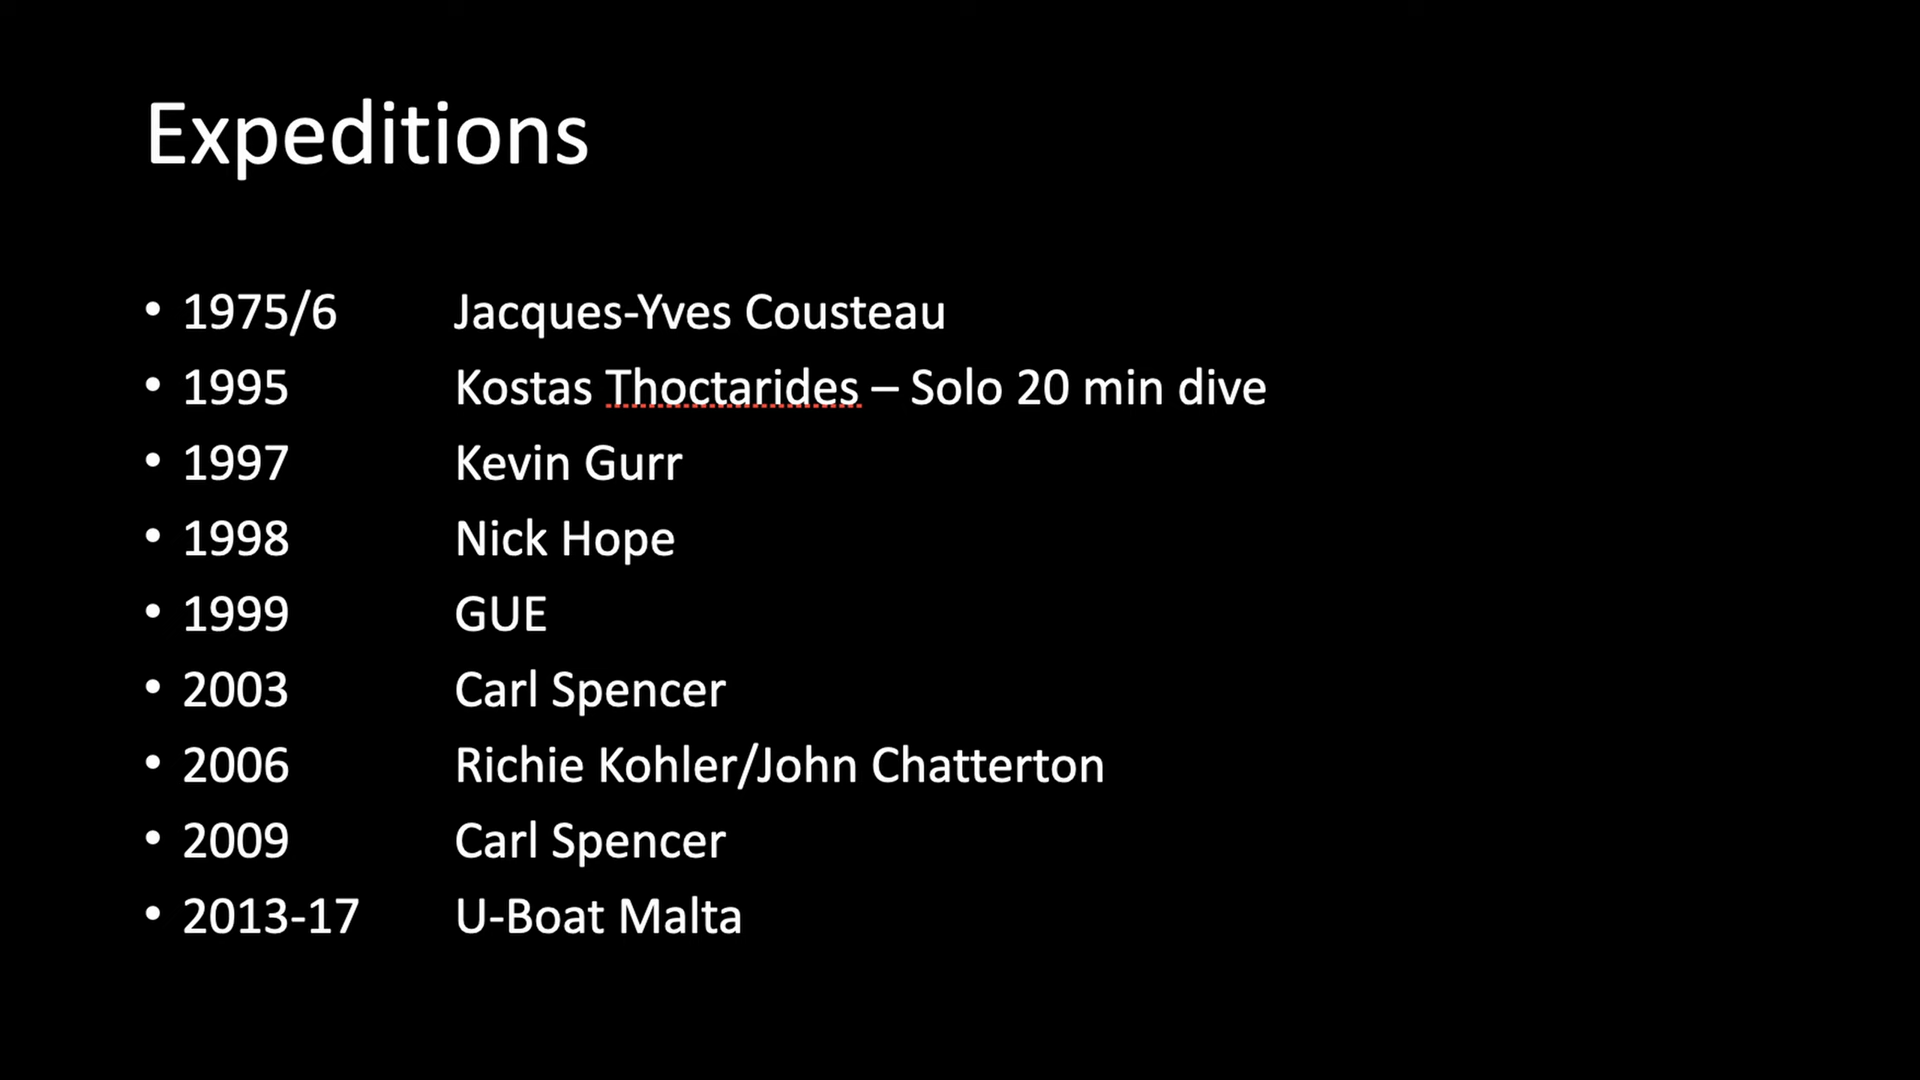 Expeditions
• 1975/6 Jacques-Yves Cousteau
• 1995 Kostas Thoctarides – Solo 20 min dive
• 1997 Kevin Gurr
• 1998 Nick Hope
• 1999 GUE
• 2003 Carl Spencer
• 2006 Richie Kohler/John Chatterton
• 2009 Carl Spencer
• 2013-17 U-Boat Malta